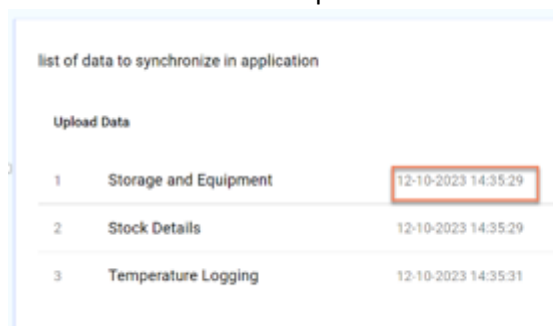 list of data to synchronize in application
Upload Data
1 Storage and Equipment 12-10-2023 14:35:29
2 Stock Details 12-10-2023 14:35:29
3 Temperature Logging 12-10-2023 14:35:31